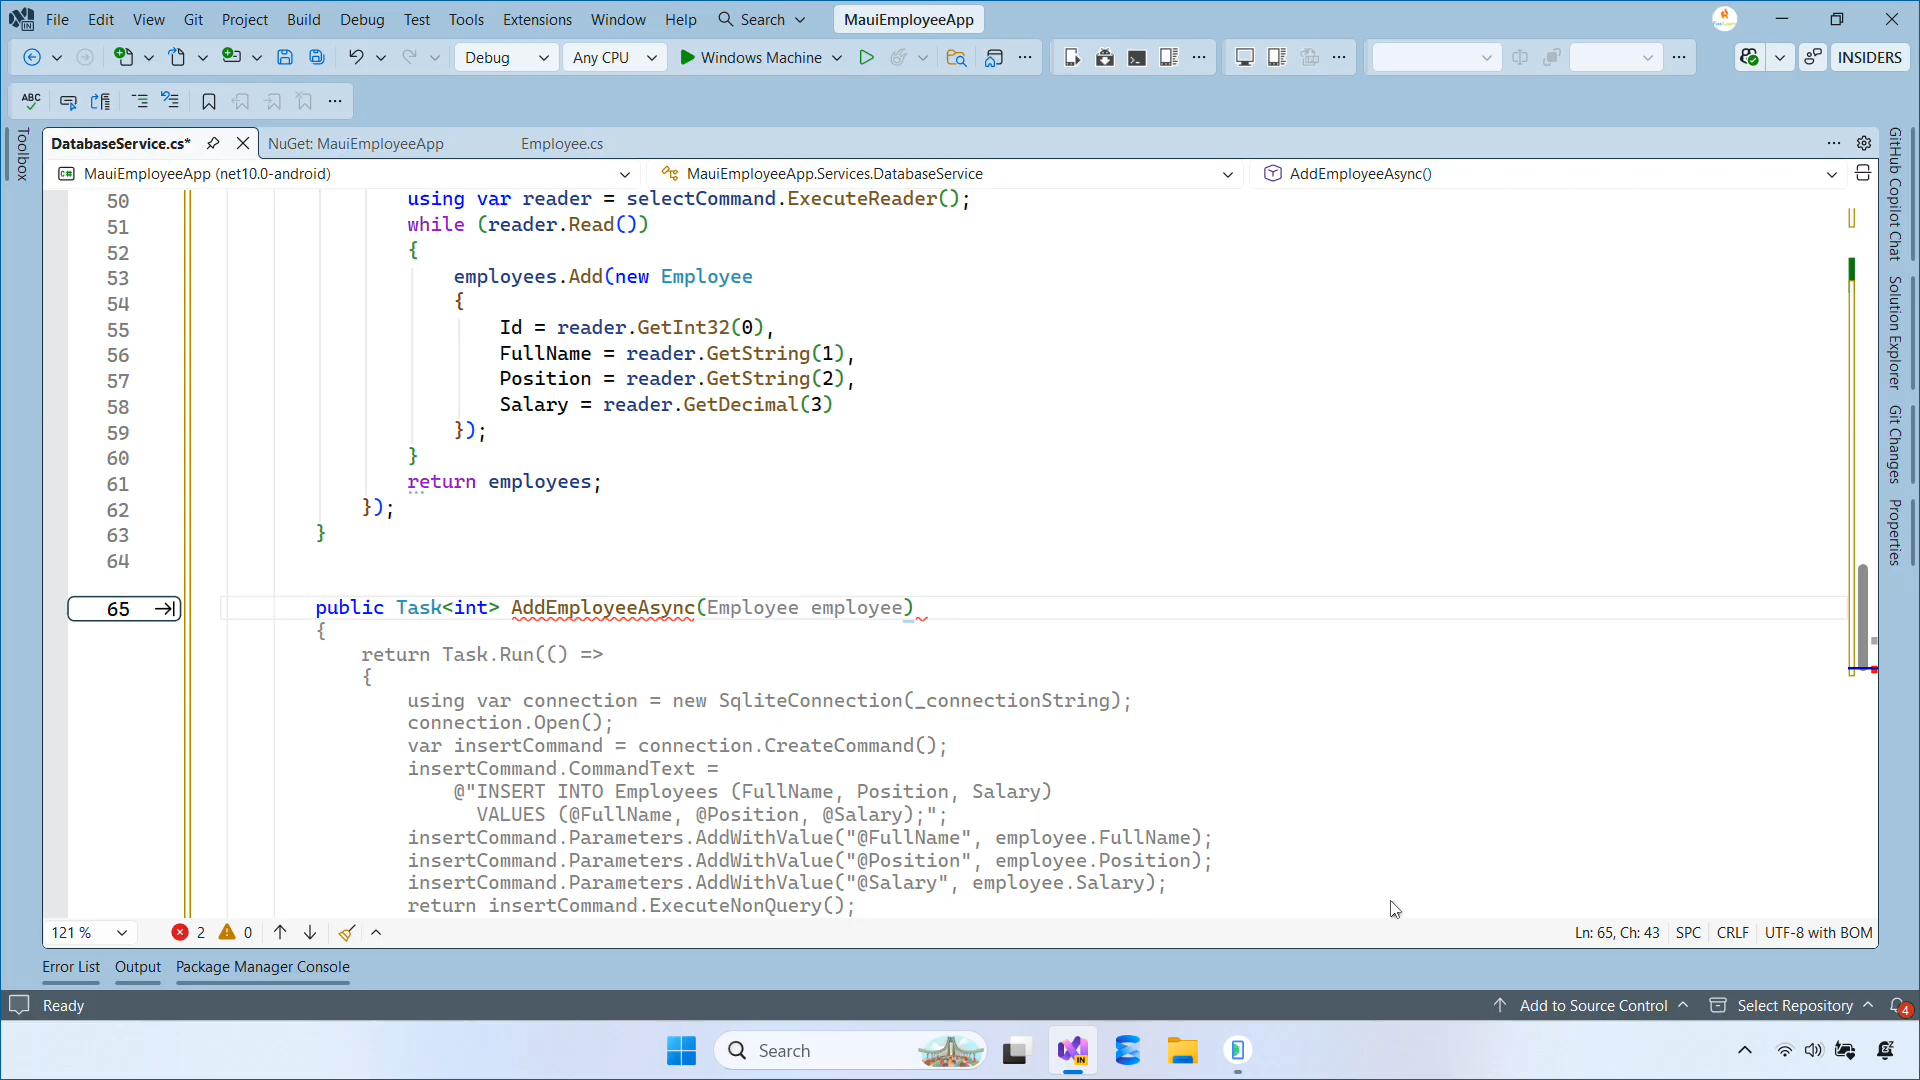 File Edit View Git Project Build Debug Test Tools Extensions Window Help Search MauiEmployeeApp
Debug Any CPU Windows Machine INSIDERS
ABC
Toolbox
DatabaseService.cs* NuGet: MauiEmployeeApp Employee.cs
C# MauiEmployeeApp (net10.0-android) MauiEmployeeApp.Services.DatabaseService AddEmployeeAsync()
50 using var reader = selectCommand.ExecuteReader();
51 while (reader.Read())
52 {
53 employees.Add(new Employee
54 {
55 Id = reader.GetInt32(0),
56 FullName = reader.GetString(1),
57 Position = reader.GetString(2),
58 Salary = reader.GetDecimal(3)
59 });
60 }
61 return employees;
62 });
63 }
64
65 public Task<int> AddEmployeeAsync(Employee employee)
{
return Task.Run(() =>
{
using var connection = new SqliteConnection(_connectionString);
connection.Open();
var insertCommand = connection.CreateCommand();
insertCommand.CommandText =
@"INSERT INTO Employees (FullName, Position, Salary)
VALUES (@FullName, @Position, @Salary);";
insertCommand.Parameters.AddWithValue("@FullName", employee.FullName);
insertCommand.Parameters.AddWithValue("@Position", employee.Position);
insertCommand.Parameters.AddWithValue("@Salary", employee.Salary);
return insertCommand.ExecuteNonQuery();
GitHub Copilot Chat
Solution Explorer
Git Changes
Properties
121 % 2 0 Ln: 65, Ch: 43 SPC CRLF UTF-8 with BOM
Error List Output Package Manager Console
Ready Add to Source Control Select Repository 4
Search IN